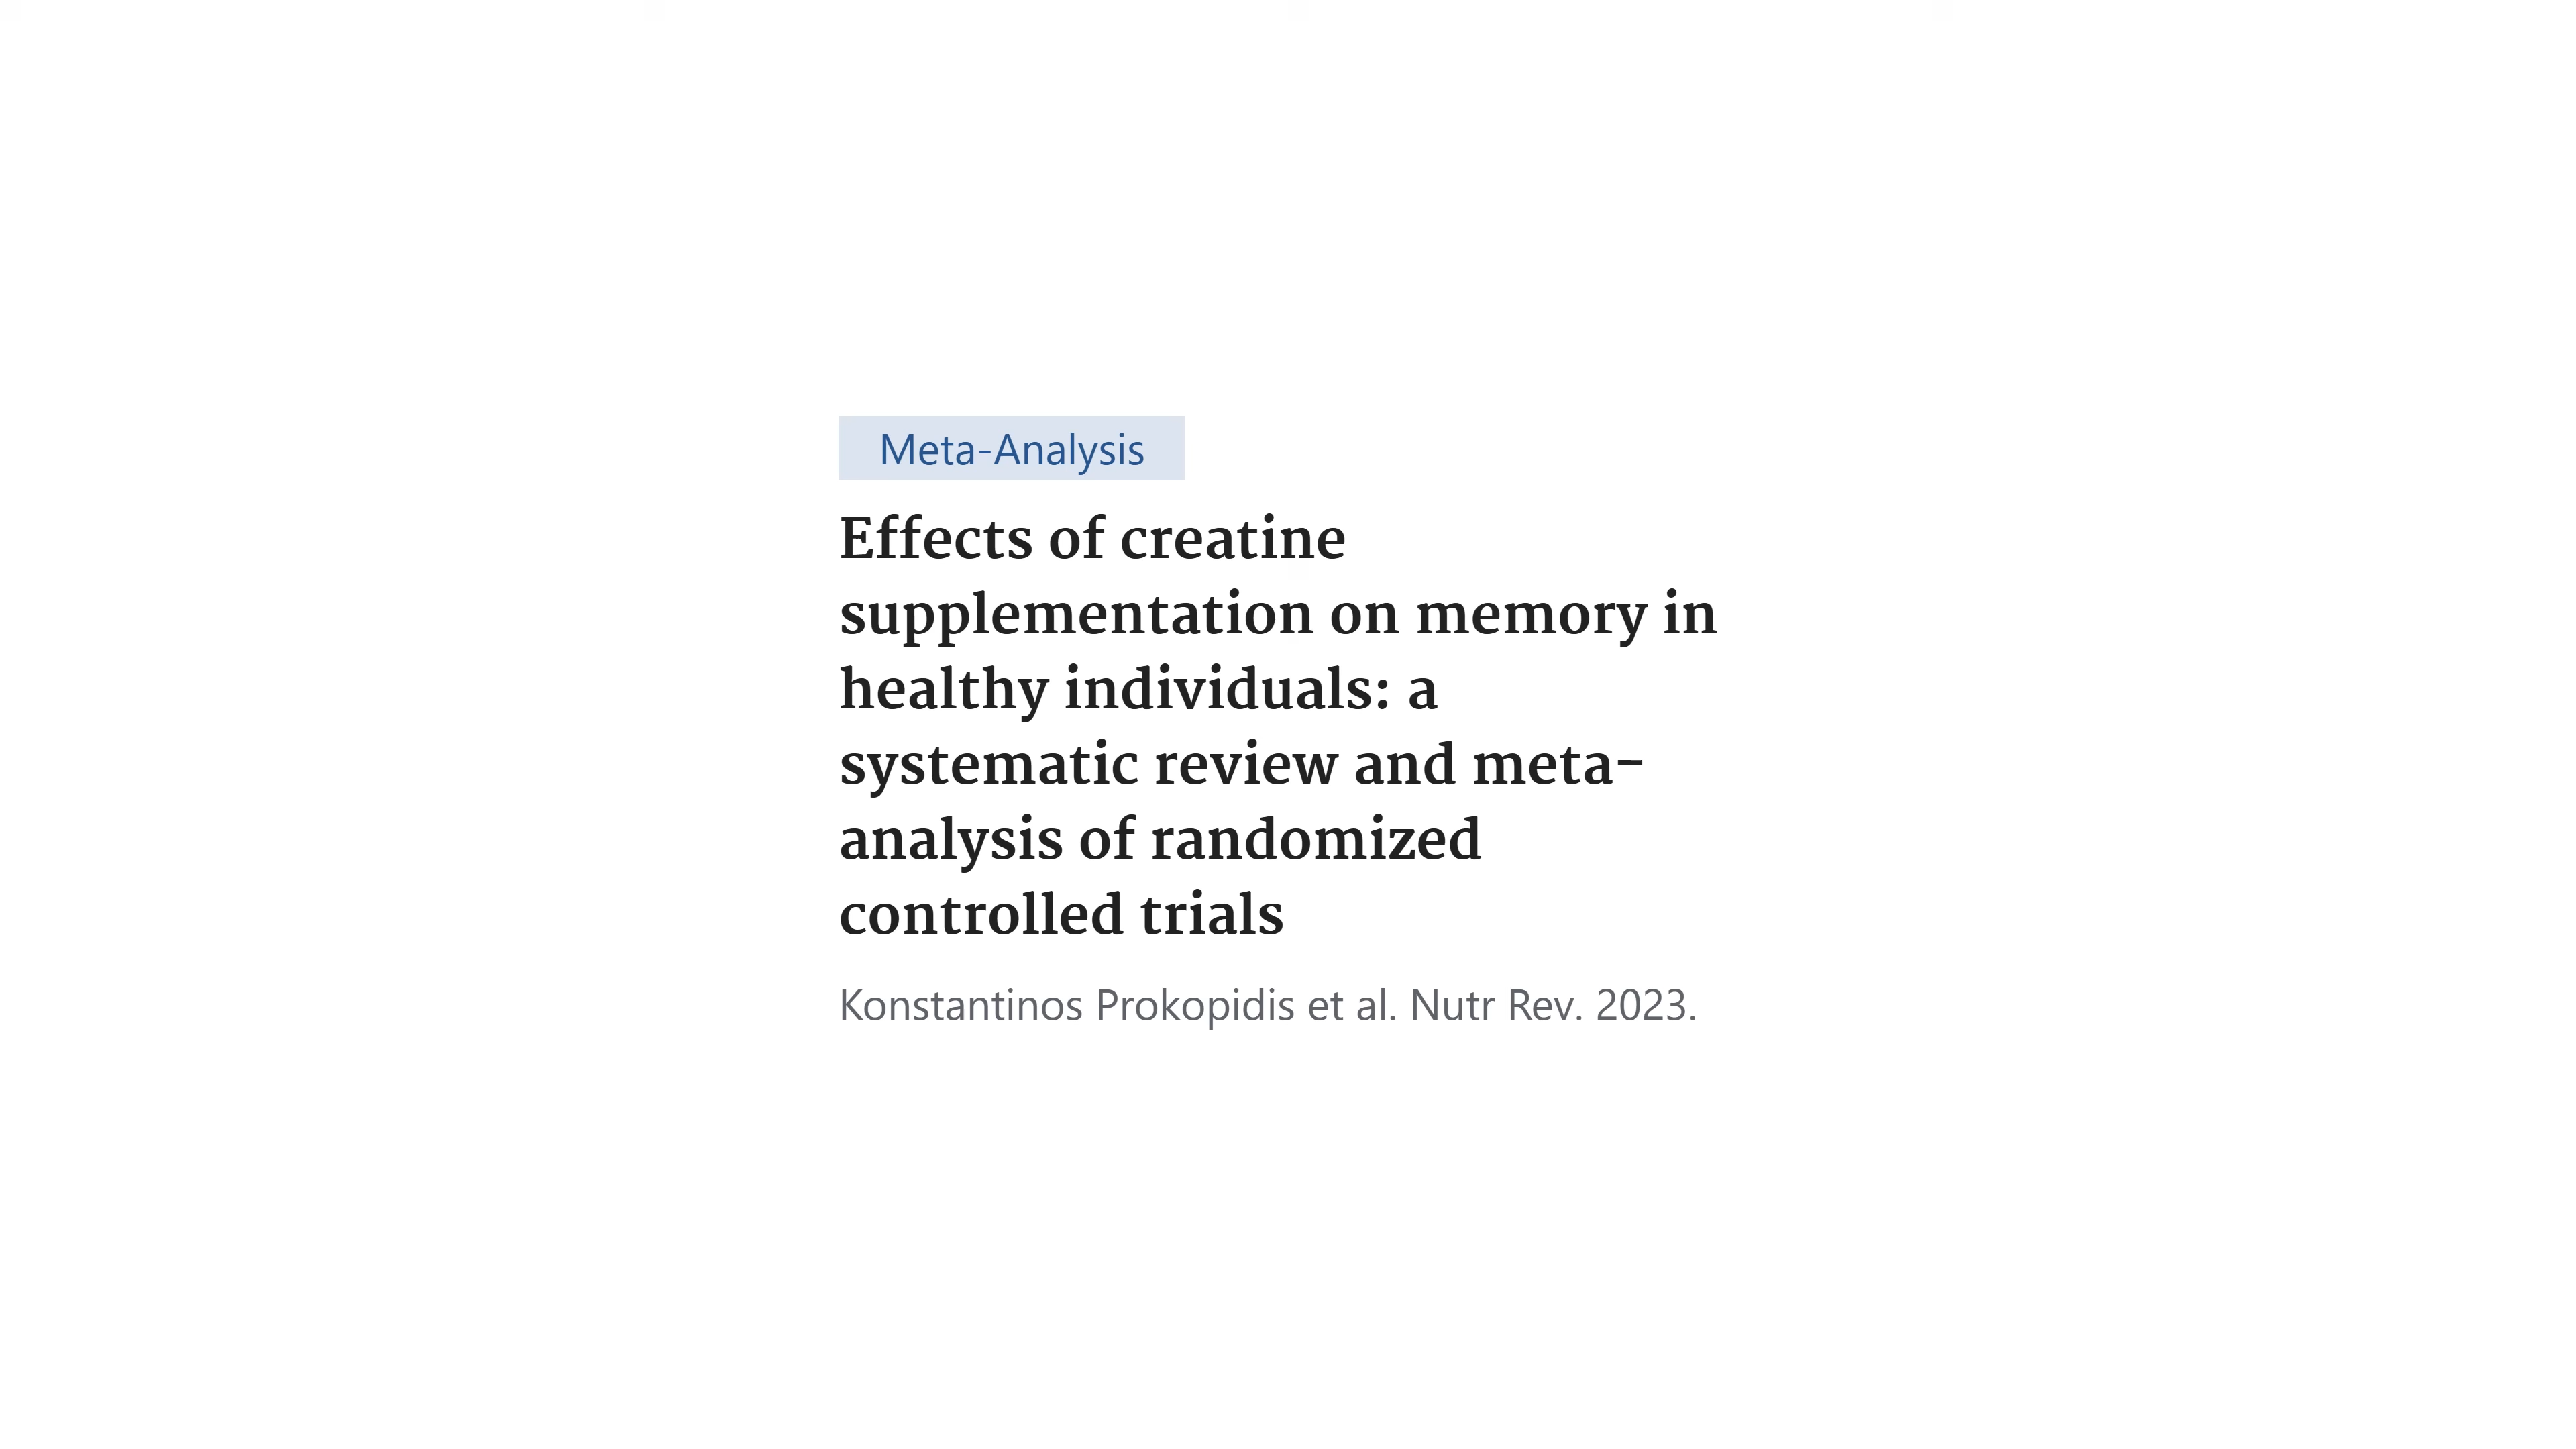 Meta-Analysis
Effects of creatine
supplementation on memory in
healthy individuals: a
systematic review and meta-
analysis of randomized
controlled trials
Konstantinos Prokopidis et al. Nutr Rev. 2023.